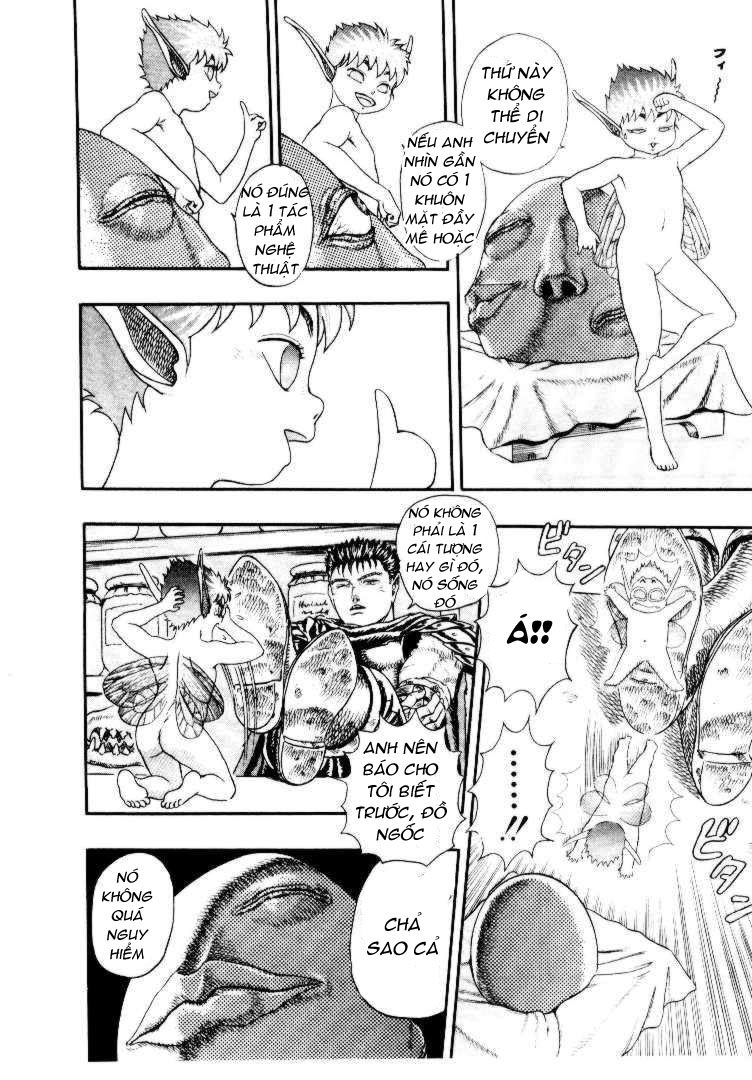 フィ～
THỨ NÀY
KHÔNG
THỂ DI
CHUYỂN
NẾU ANH
NHÌN GẦN
NÓ CÓ 1
KHUÔN
MẶT ĐẦY
MÊ HOẶC
NÓ ĐÚNG
LÀ 1 TÁC
PHẨM
NGHỆ
THUẬT
ビタン
Á!!
......!!
ビタン
NÓ KHÔNG
PHẢI LÀ 1
CÁI TƯỢNG
HAY GÌ ĐÓ,
NÓ SỐNG
ĐÓ
ANH NÊN
BÁO CHO
TÔI BIẾT
TRƯỚC, ĐỒ
NGỐC
CHẢ
SAO CẢ
NÓ
KHÔNG
QUÁ
NGUY
HIỂM